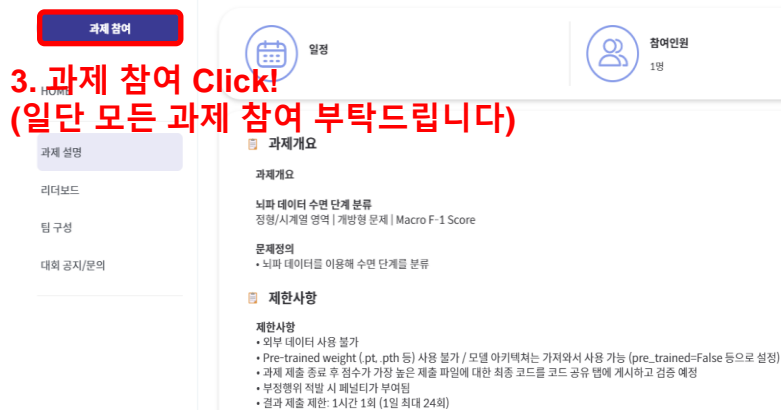 과제 참여
일정
참여인원
1명
3. 과제 참여 Click!
HOME
(일단 모든 과제 참여 부탁드립니다)
과제 설명
리더보드
팀 구성
대회 공지/문의
과제개요
과제개요
뇌파 데이터 수면 단계 분류
정형/시계열 영역 | 개방형 문제 | Macro F-1 Score
문제정의
• 뇌파 데이터를 이용해 수면 단계를 분류
제한사항
제한사항
• 외부 데이터 사용 불가
• Pre-trained weight (.pt, .pth 등) 사용 불가 / 모델 아키텍쳐는 가져와서 사용 가능 (pre_trained=False 등으로 설정)
• 과제 제출 종료 후 점수가 가장 높은 제출 파일에 대한 최종 코드를 코드 공유 탭에 게시하고 검증 예정
• 부정행위 적발 시 페널티가 부여됨
• 결과 제출 제한: 1시간 1회 (1일 최대 24회)